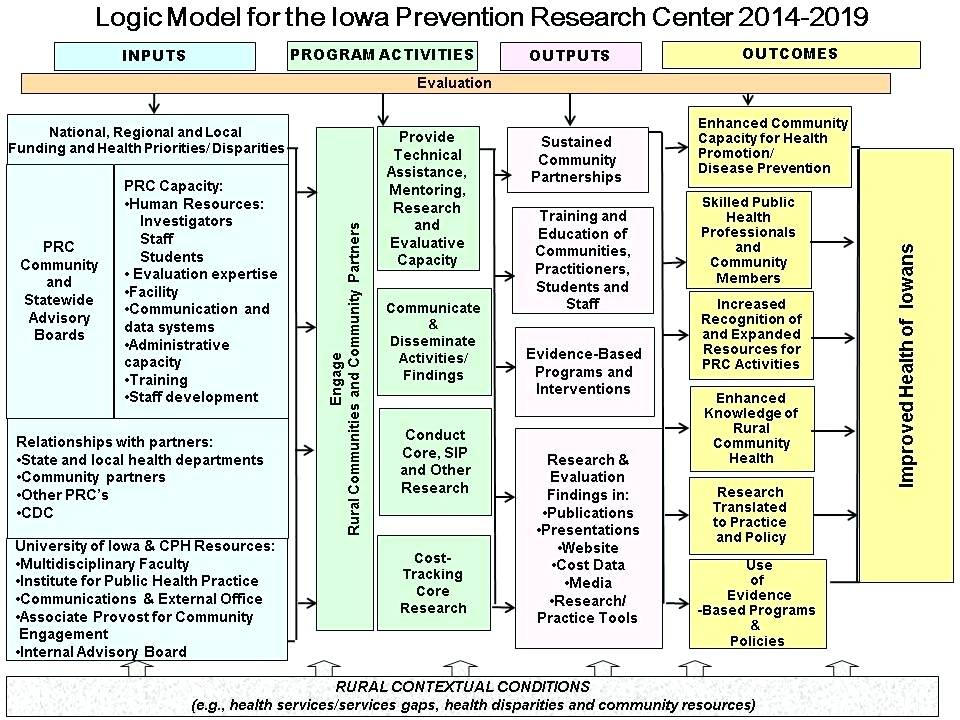 Logic Model for the Iowa Prevention Research Center 2014-2019
INPUTS
PROGRAM ACTIVITIES
OUTPUTS
OUTCOMES
Evaluation
National, Regional and Local
Funding and Health Priorities/ Disparities
PRC
Community
and
Statewide
Advisory
Boards
PRC Capacity:
•Human Resources:
Investigators
Staff
Students
• Evaluation expertise
•Facility
•Communication and
data systems
•Administrative
capacity
•Training
•Staff development
Relationships with partners:
•State and local health departments
•Community partners
•Other PRC's
•CDC
University of Iowa & CPH Resources:
•Multidisciplinary Faculty
•Institute for Public Health Practice
•Communications & External Office
•Associate Provost for Community
Engagement
•Internal Advisory Board
Engage
Rural Communities and Community Partners
Provide
Technical
Assistance,
Mentoring,
Research
and
Evaluative
Capacity
Communicate
&
Disseminate
Activities/
Findings
Conduct
Core, SIP
and Other
Research
Cost-
Tracking
Core
Research
Sustained
Community
Partnerships
Training and
Education of
Communities,
Practitioners,
Students and
Staff
Evidence-Based
Programs and
Interventions
Research &
Evaluation
Findings in:
•Publications
•Presentations
•Website
•Cost Data
•Media
•Research/
Practice Tools
Enhanced Community
Capacity for Health
Promotion/
Disease Prevention
Skilled Public
Health
Professionals
and
Community
Members
Increased
Recognition of
and Expanded
Resources for
PRC Activities
Enhanced
Knowledge of
Rural
Community
Health
Research
Translated
to Practice
and Policy
Use
of
Evidence
-Based Programs
&
Policies
Improved Health of Iowans
RURAL CONTEXTUAL CONDITIONS
(e.g., health services/services gaps, health disparities and community resources)